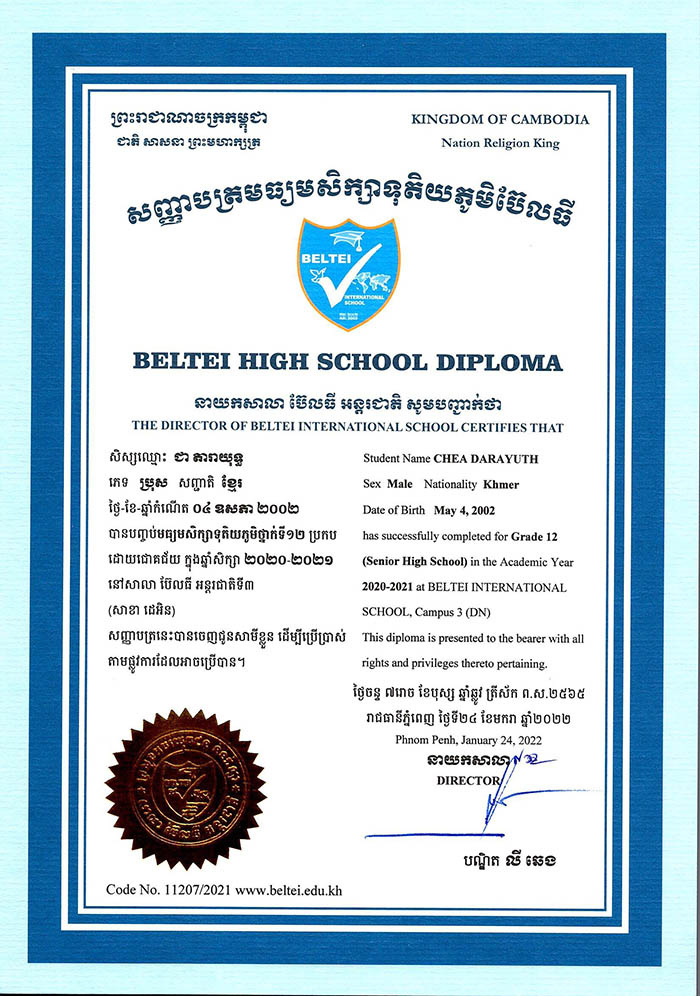 ព្រះរាជាណាចក្រកម្ពុជា
ជាតិ សាសនា ព្រះមហាក្សត្រ
KINGDOM OF CAMBODIA
Nation Religion King
សញ្ញាបត្រមធ្យមសិក្សាទុតិយភូមិប៊ែលធី
BELTEI
INTERNATIONAL
SCHOOL
BELTEI HIGH SCHOOL DIPLOMA
នាយកសាលា ប៊ែលធី អន្តរជាតិ សូមបញ្ជាក់ថា
THE DIRECTOR OF BELTEI INTERNATIONAL SCHOOL CERTIFIES THAT
សិស្សឈ្មោះ ជា តារាយុទ្ធ
ភេទ ប្រុស សញ្ជាតិ ខ្មែរ
ថ្ងៃ-ខែ-ឆ្នាំកំណើត ០៤ ឧសភា ២០០២
បានបញ្ចប់មធ្យមសិក្សាទុតិយភូមិថ្នាក់ទី១២ ប្រកប
ដោយជោគជ័យ ក្នុងឆ្នាំសិក្សា ២០២០-២០២១
នៅសាលា ប៊ែលធី អន្តរជាតិទី៣
(សាខា ដេអិន)
សញ្ញាបត្រនេះបានចេញជូនសាមីខ្លួន ដើម្បីប្រើប្រាស់
តាមផ្លូវការដែលអាចប្រើបាន។
Student Name CHEA DARAYUTH
Sex Male Nationality Khmer
Date of Birth May 4, 2002
has successfully completed for Grade 12
(Senior High School) in the Academic Year
2020-2021 at BELTEI INTERNATIONAL
SCHOOL, Campus 3 (DN)
This diploma is presented to the bearer with all
rights and privileges thereto pertaining.
ថ្ងៃចន្ទ ៧រោច ខែបុស្ស ឆ្នាំឆ្លូវ ត្រីស័ក ព.ស.២៥៦៥
រាជធានីភ្នំពេញ ថ្ងៃទី២៤ ខែមករា ឆ្នាំ២០២២
Phnom Penh, January 24, 2022
នាយកសាលា
DIRECTOR
បណ្ឌិត លី ឆេង
Code No. 11207/2021 www.beltei.edu.kh